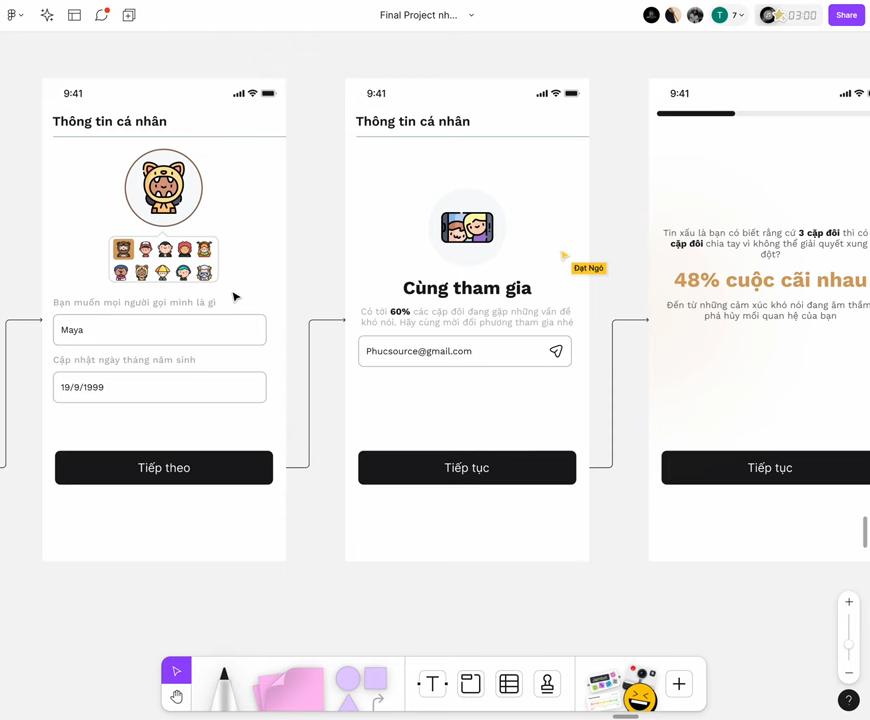 Final Project nh...
T
7
03:00
Share
9:41
Thông tin cá nhân
Bạn muốn mọi người gọi mình là gì
Maya
Cập nhật ngày tháng năm sinh
19/9/1999
Tiếp theo
9:41
Thông tin cá nhân
Đạt Ngô
Cùng tham gia
Có tới 60% các cặp đôi đang gặp những vấn đề
khó nói. Hãy cùng mời đối phương tham gia nhé
Phucsource@gmail.com
Tiếp tục
9:41
Tin xấu là bạn có biết rằng cứ 3 cặp đôi thì có
cặp đôi chia tay vì không thể giải quyết xung
đột?
48% cuộc cãi nhau
Đến từ những cảm xúc khó nói đang âm thầm
phá hủy mối quan hệ của bạn
Tiếp tục
T
?